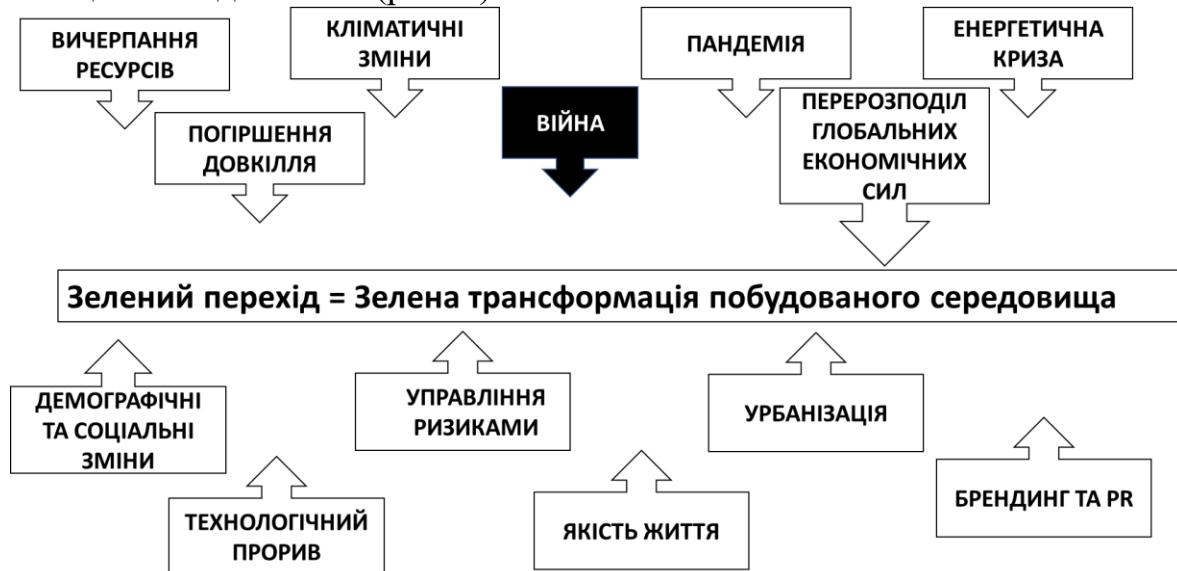 ВИЧЕРПАННЯ
РЕСУРСІВ
КЛІМАТИЧНІ
ЗМІНИ
ПАНДЕМІЯ
ЕНЕРГЕТИЧНА
КРИЗА
ПОГІРШЕННЯ
ДОВКІЛЛЯ
ВІЙНА
ПЕРЕРОЗПОДІЛ
ГЛОБАЛЬНИХ
ЕКОНОМІЧНИХ
СИЛ
Зелений перехід = Зелена трансформація побудованого середовища
ДЕМОГРАФІЧНІ
ТА СОЦІАЛЬНІ
ЗМІНИ
УПРАВЛІННЯ
РИЗИКАМИ
УРБАНІЗАЦІЯ
ТЕХНОЛОГІЧНИЙ
ПРОРИВ
ЯКІСТЬ ЖИТТЯ
БРЕНДИНГ ТА PR